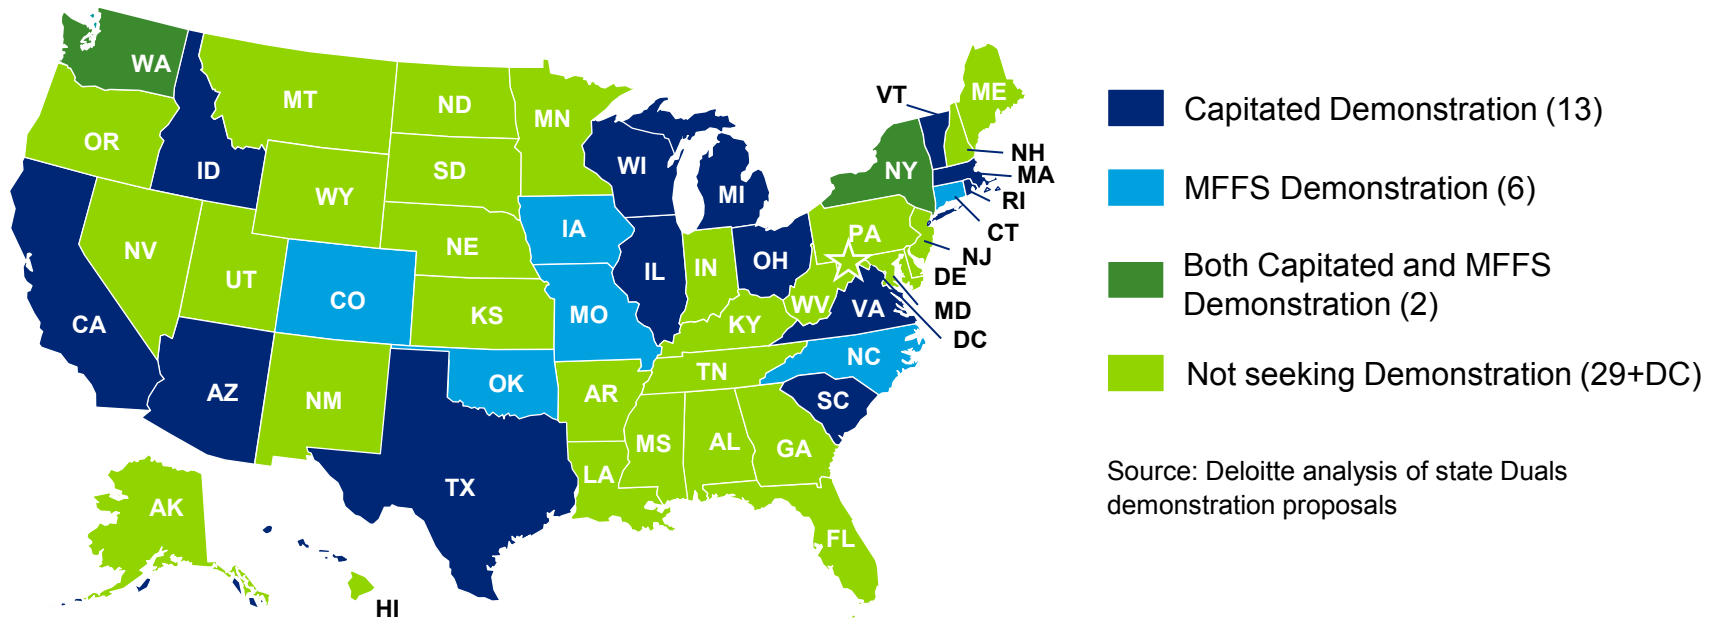 WA
MT
ND
MN
ME
VT
OR
ID
SD
WI
MI
NY
NH
MA
RI
CT
WY
IA
NE
NV
UT
CO
IL
IN
OH
PA
NJ
DE
MD
DC
CA
KS
MO
KY
WV
VA
AZ
NM
OK
AR
TN
NC
SC
MS
AL
GA
TX
LA
FL
AK
HI
Capitated Demonstration (13)
MFFS Demonstration (6)
Both Capitated and MFFS
Demonstration (2)
Not seeking Demonstration (29+DC)
Source: Deloitte analysis of state Duals
demonstration proposals